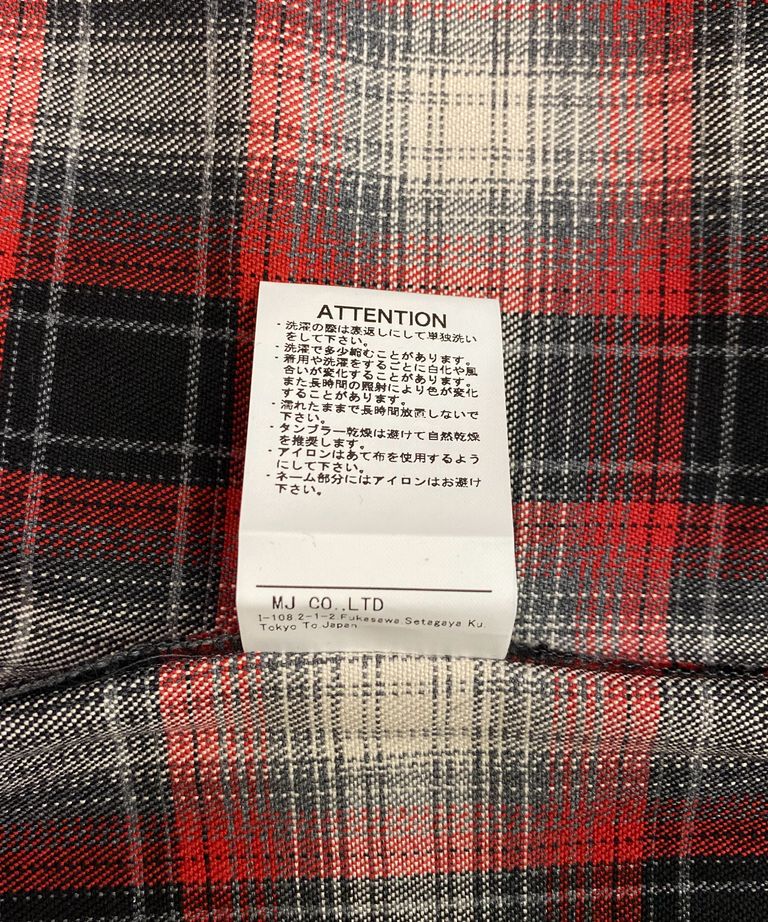 ATTENTION
・洗濯の際は裏返しにして単独洗い
をして下さい。
・洗濯で多少縮むことがあります。
・着用や洗濯をすることに白化や風
合いが変化することがあります。
また長時間の照射により色が変化
することがあります。
・濡れたままで長時間放置しないで
下さい。
・タンブラー乾燥は避けて自然乾燥
を推奨します。
・アイロンはあて布を使用するよう
にして下さい。
・ネーム部分にはアイロンはお避け
下さい。
MJ CO.,LTD
I-108.2-1-2.Fukasawa.Setagaya Ku.
Tokyo To.Japan